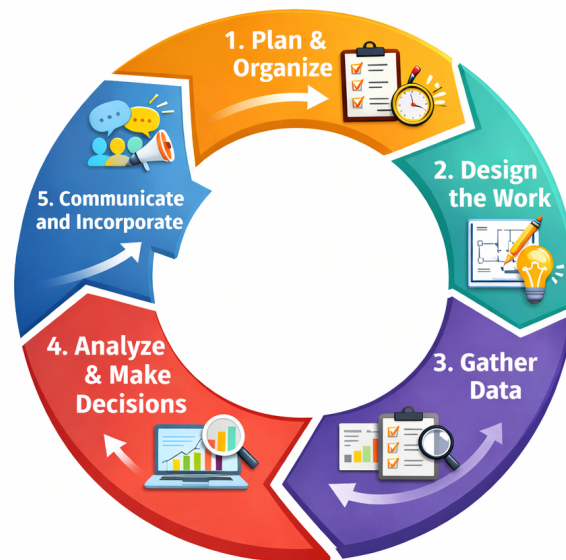 1. Plan &
Organize
2. Design
the Work
3. Gather
Data
4. Analyze
& Make
Decisions
5. Communicate
and Incorporate